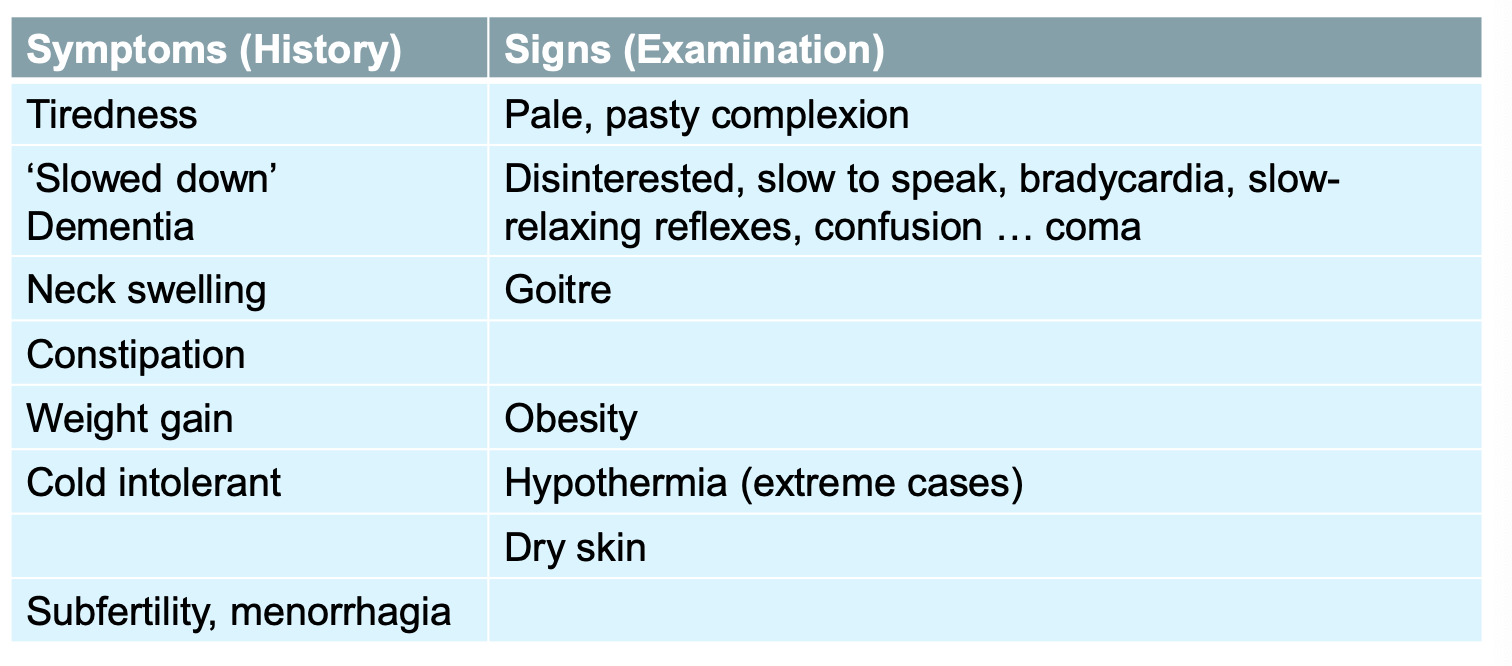 Symptoms (History) Signs (Examination)
Tiredness Pale, pasty complexion
‘Slowed down’ Disinterested, slow to speak, bradycardia, slow-
Dementia relaxing reflexes, confusion … coma
Neck swelling Goitre
Constipation
Weight gain Obesity
Cold intolerant Hypothermia (extreme cases)
Dry skin
Subfertility, menorrhagia